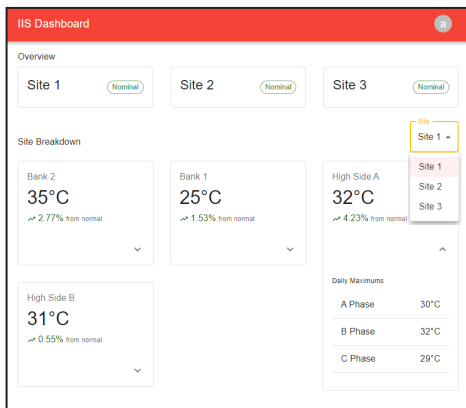 IIS Dashboard
a
Overview
Site 1
Nominal
Site 2
Nominal
Site 3
Nominal
Site Breakdown
Site
Site 1
Site 1
Site 2
Site 3
Bank 2
35°C
2.77% from normal
Bank 1
25°C
1.53% from normal
High Side A
32°C
4.23% from normal
Daily Maximums
A Phase 30°C
B Phase 32°C
C Phase 29°C
High Side B
31°C
0.55% from normal